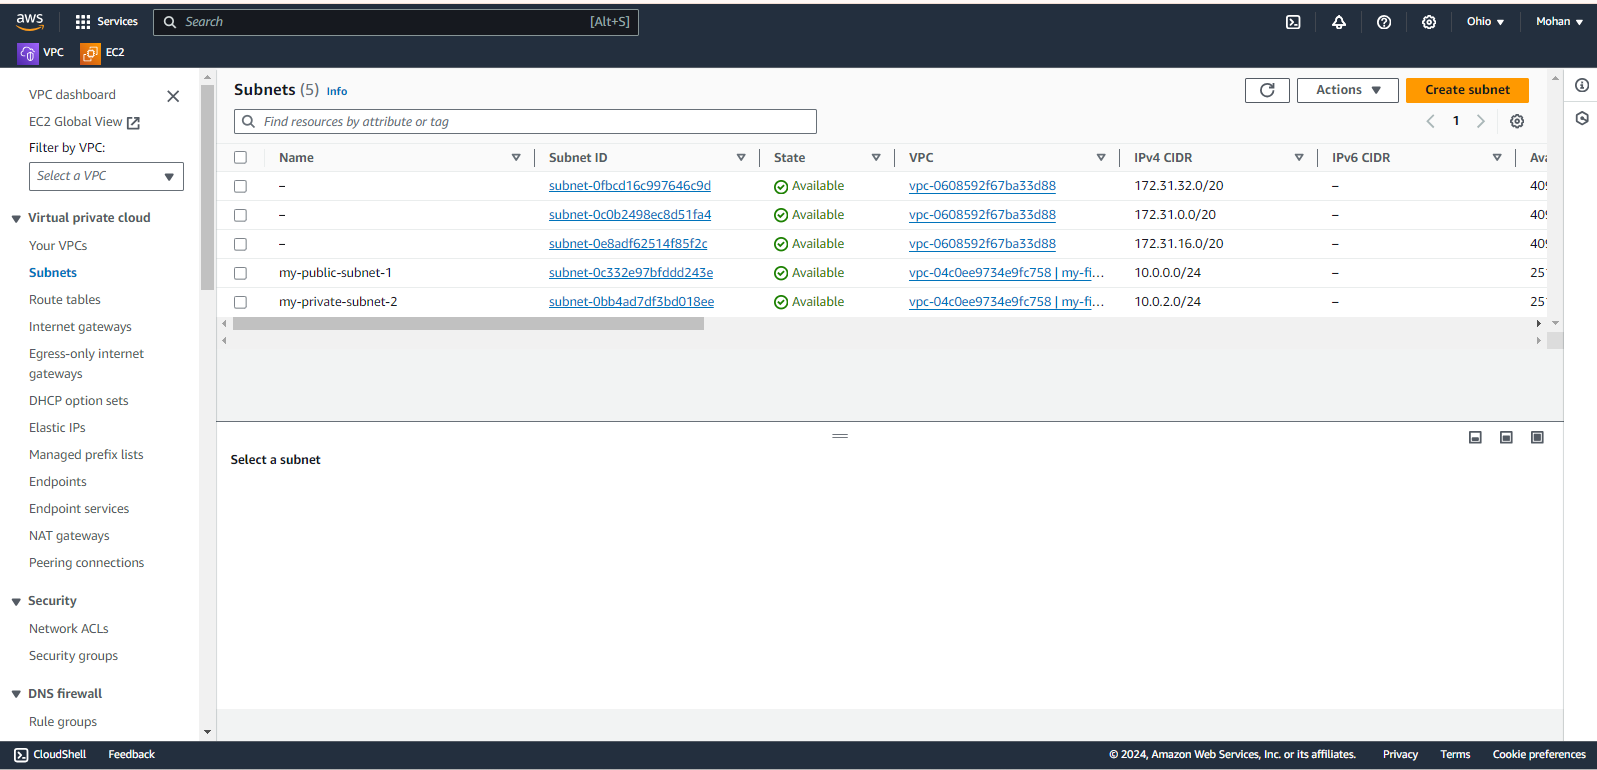 aws Services Search [Alt+S] Ohio Mohan
VPC EC2
VPC dashboard
EC2 Global View
Filter by VPC:
Select a VPC
Virtual private cloud
Your VPCs
Subnets
Route tables
Internet gateways
Egress-only internet
gateways
DHCP option sets
Elastic IPs
Managed prefix lists
Endpoints
Endpoint services
NAT gateways
Peering connections
Security
Network ACLs
Security groups
DNS firewall
Rule groups
Subnets (5) Info Actions Create subnet
Find resources by attribute or tag 1
Name Subnet ID State VPC IPv4 CIDR IPv6 CIDR Ava
– subnet-0fbcd16c997646c9d Available vpc-0608592f67ba33d88 172.31.32.0/20 – 409
– subnet-0c0b2498ec8d51fa4 Available vpc-0608592f67ba33d88 172.31.0.0/20 – 409
– subnet-0e8adf62514f85f2c Available vpc-0608592f67ba33d88 172.31.16.0/20 – 409
my-public-subnet-1 subnet-0c332e97bfddd243e Available vpc-04c0ee9734e9fc758 | my-fi… 10.0.0.0/24 – 251
my-private-subnet-2 subnet-0bb4ad7df3bd018ee Available vpc-04c0ee9734e9fc758 | my-fi… 10.0.2.0/24 – 251
Select a subnet
CloudShell Feedback © 2024, Amazon Web Services, Inc. or its affiliates. Privacy Terms Cookie preferences